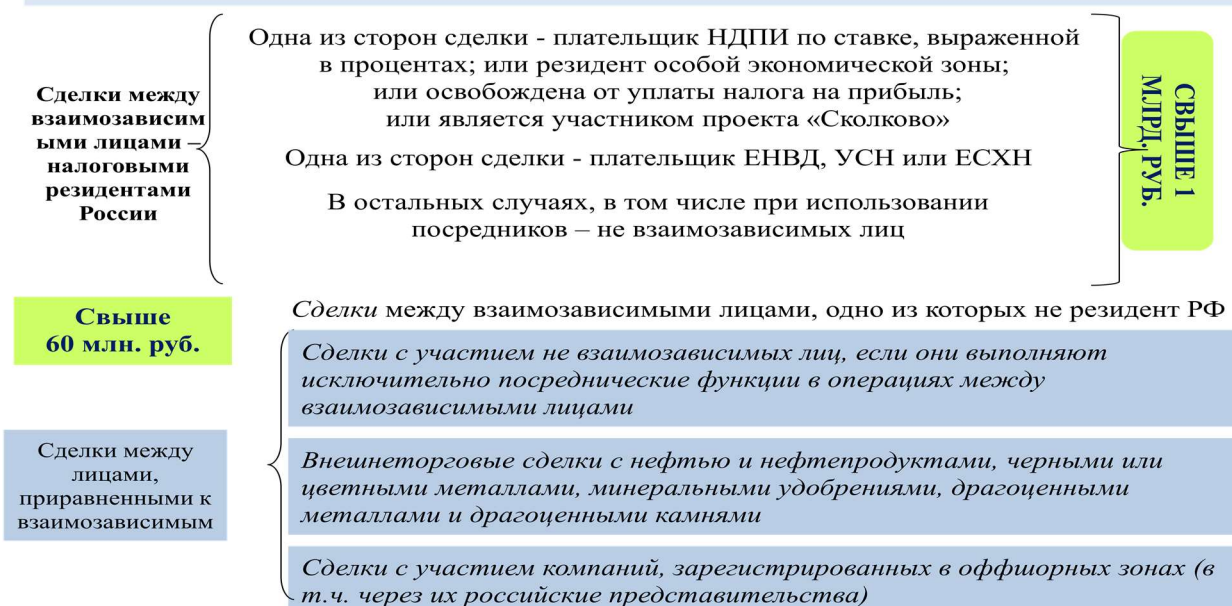 Сделки между
взаимозависим
ыми лицами –
налоговыми
резидентами
России
Одна из сторон сделки - плательщик НДПИ по ставке, выраженной
в процентах; или резидент особой экономической зоны;
или освобождена от уплаты налога на прибыль;
или является участником проекта «Сколково»
Одна из сторон сделки - плательщик ЕНВД, УСН или ЕСХН
В остальных случаях, в том числе при использовании
посредников – не взаимозависимых лиц
СВЫШЕ 1
МЛРД. РУБ.
Свыше
60 млн. руб.
Сделки между взаимозависимыми лицами, одно из которых не резидент РФ
Сделки между
лицами,
приравненными к
взаимозависимым
Сделки с участием не взаимозависимых лиц, если они выполняют
исключительно посреднические функции в операциях между
взаимозависимыми лицами
Внешнеторговые сделки с нефтью и нефтепродуктами, черными или
цветными металлами, минеральными удобрениями, драгоценными
металлами и драгоценными камнями
Сделки с участием компаний, зарегистрированных в оффшорных зонах (в
т.ч. через их российские представительства)